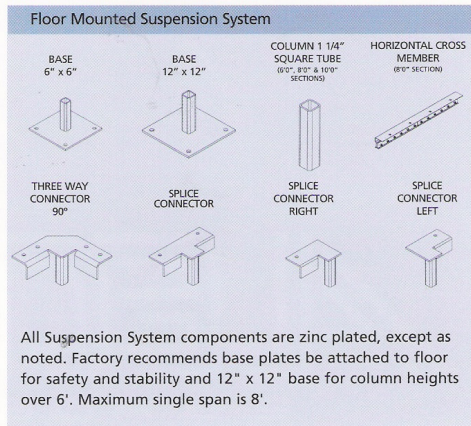 Floor Mounted Suspension System
BASE
6" x 6"
BASE
12" x 12"
COLUMN 1 1/4"
SQUARE TUBE
(6'0", 8'0" & 10'0"
SECTIONS)
HORIZONTAL CROSS
MEMBER
(8'0" SECTION)
THREE WAY
CONNECTOR
90°
SPLICE
CONNECTOR
SPLICE
CONNECTOR
RIGHT
SPLICE
CONNECTOR
LEFT
All Suspension System components are zinc plated, except as
noted. Factory recommends base plates be attached to floor
for safety and stability and 12" x 12" base for column heights
over 6'. Maximum single span is 8'.